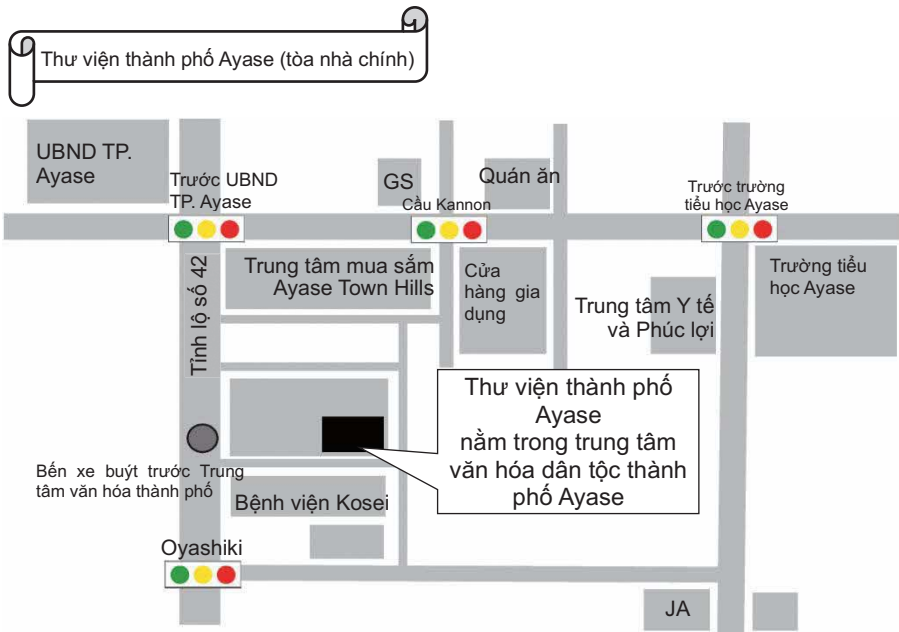 Thư viện thành phố Ayase (tòa nhà chính)
UBND TP.
Ayase
Trước UBND
TP. Ayase
GS
Cầu Kannon
Quán ăn
Trước trường
tiểu học Ayase
Tỉnh lộ số 42
Trung tâm mua sắm
Ayase Town Hills
Cửa
hàng gia
dụng
Trung tâm Y tế
và Phúc lợi
Trường tiểu
học Ayase
Thư viện thành phố
Ayase
nằm trong trung tâm
văn hóa dân tộc thành
phố Ayase
Bến xe buýt trước Trung
tâm văn hóa thành phố
Bệnh viện Kosei
Oyashiki
JA